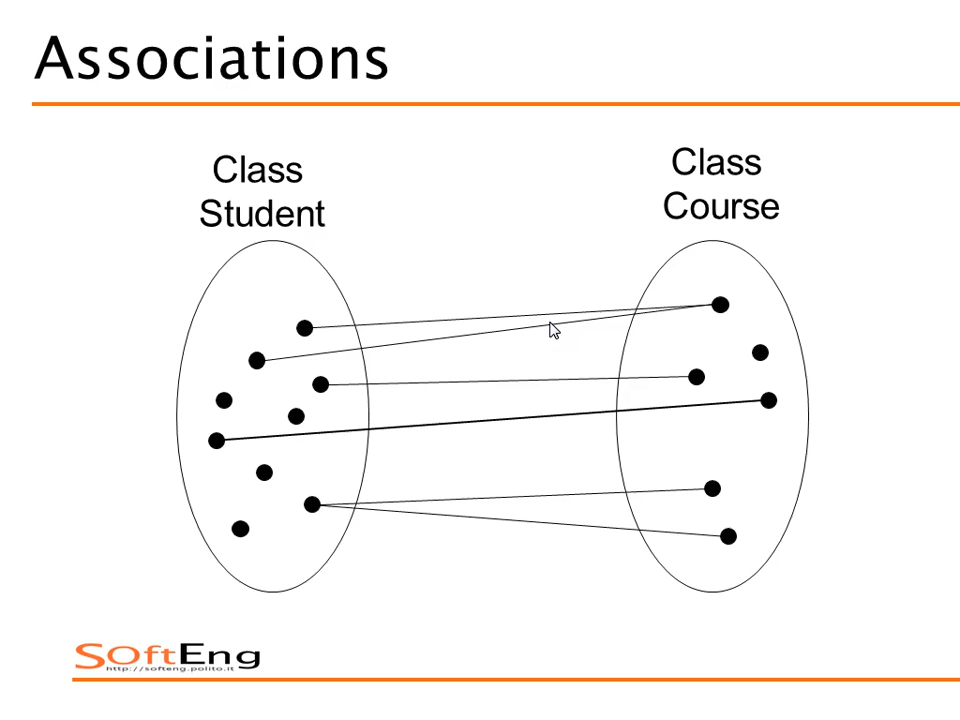 Associations
Class
Student
Class
Course
SOftEng
http://softeng.polito.it